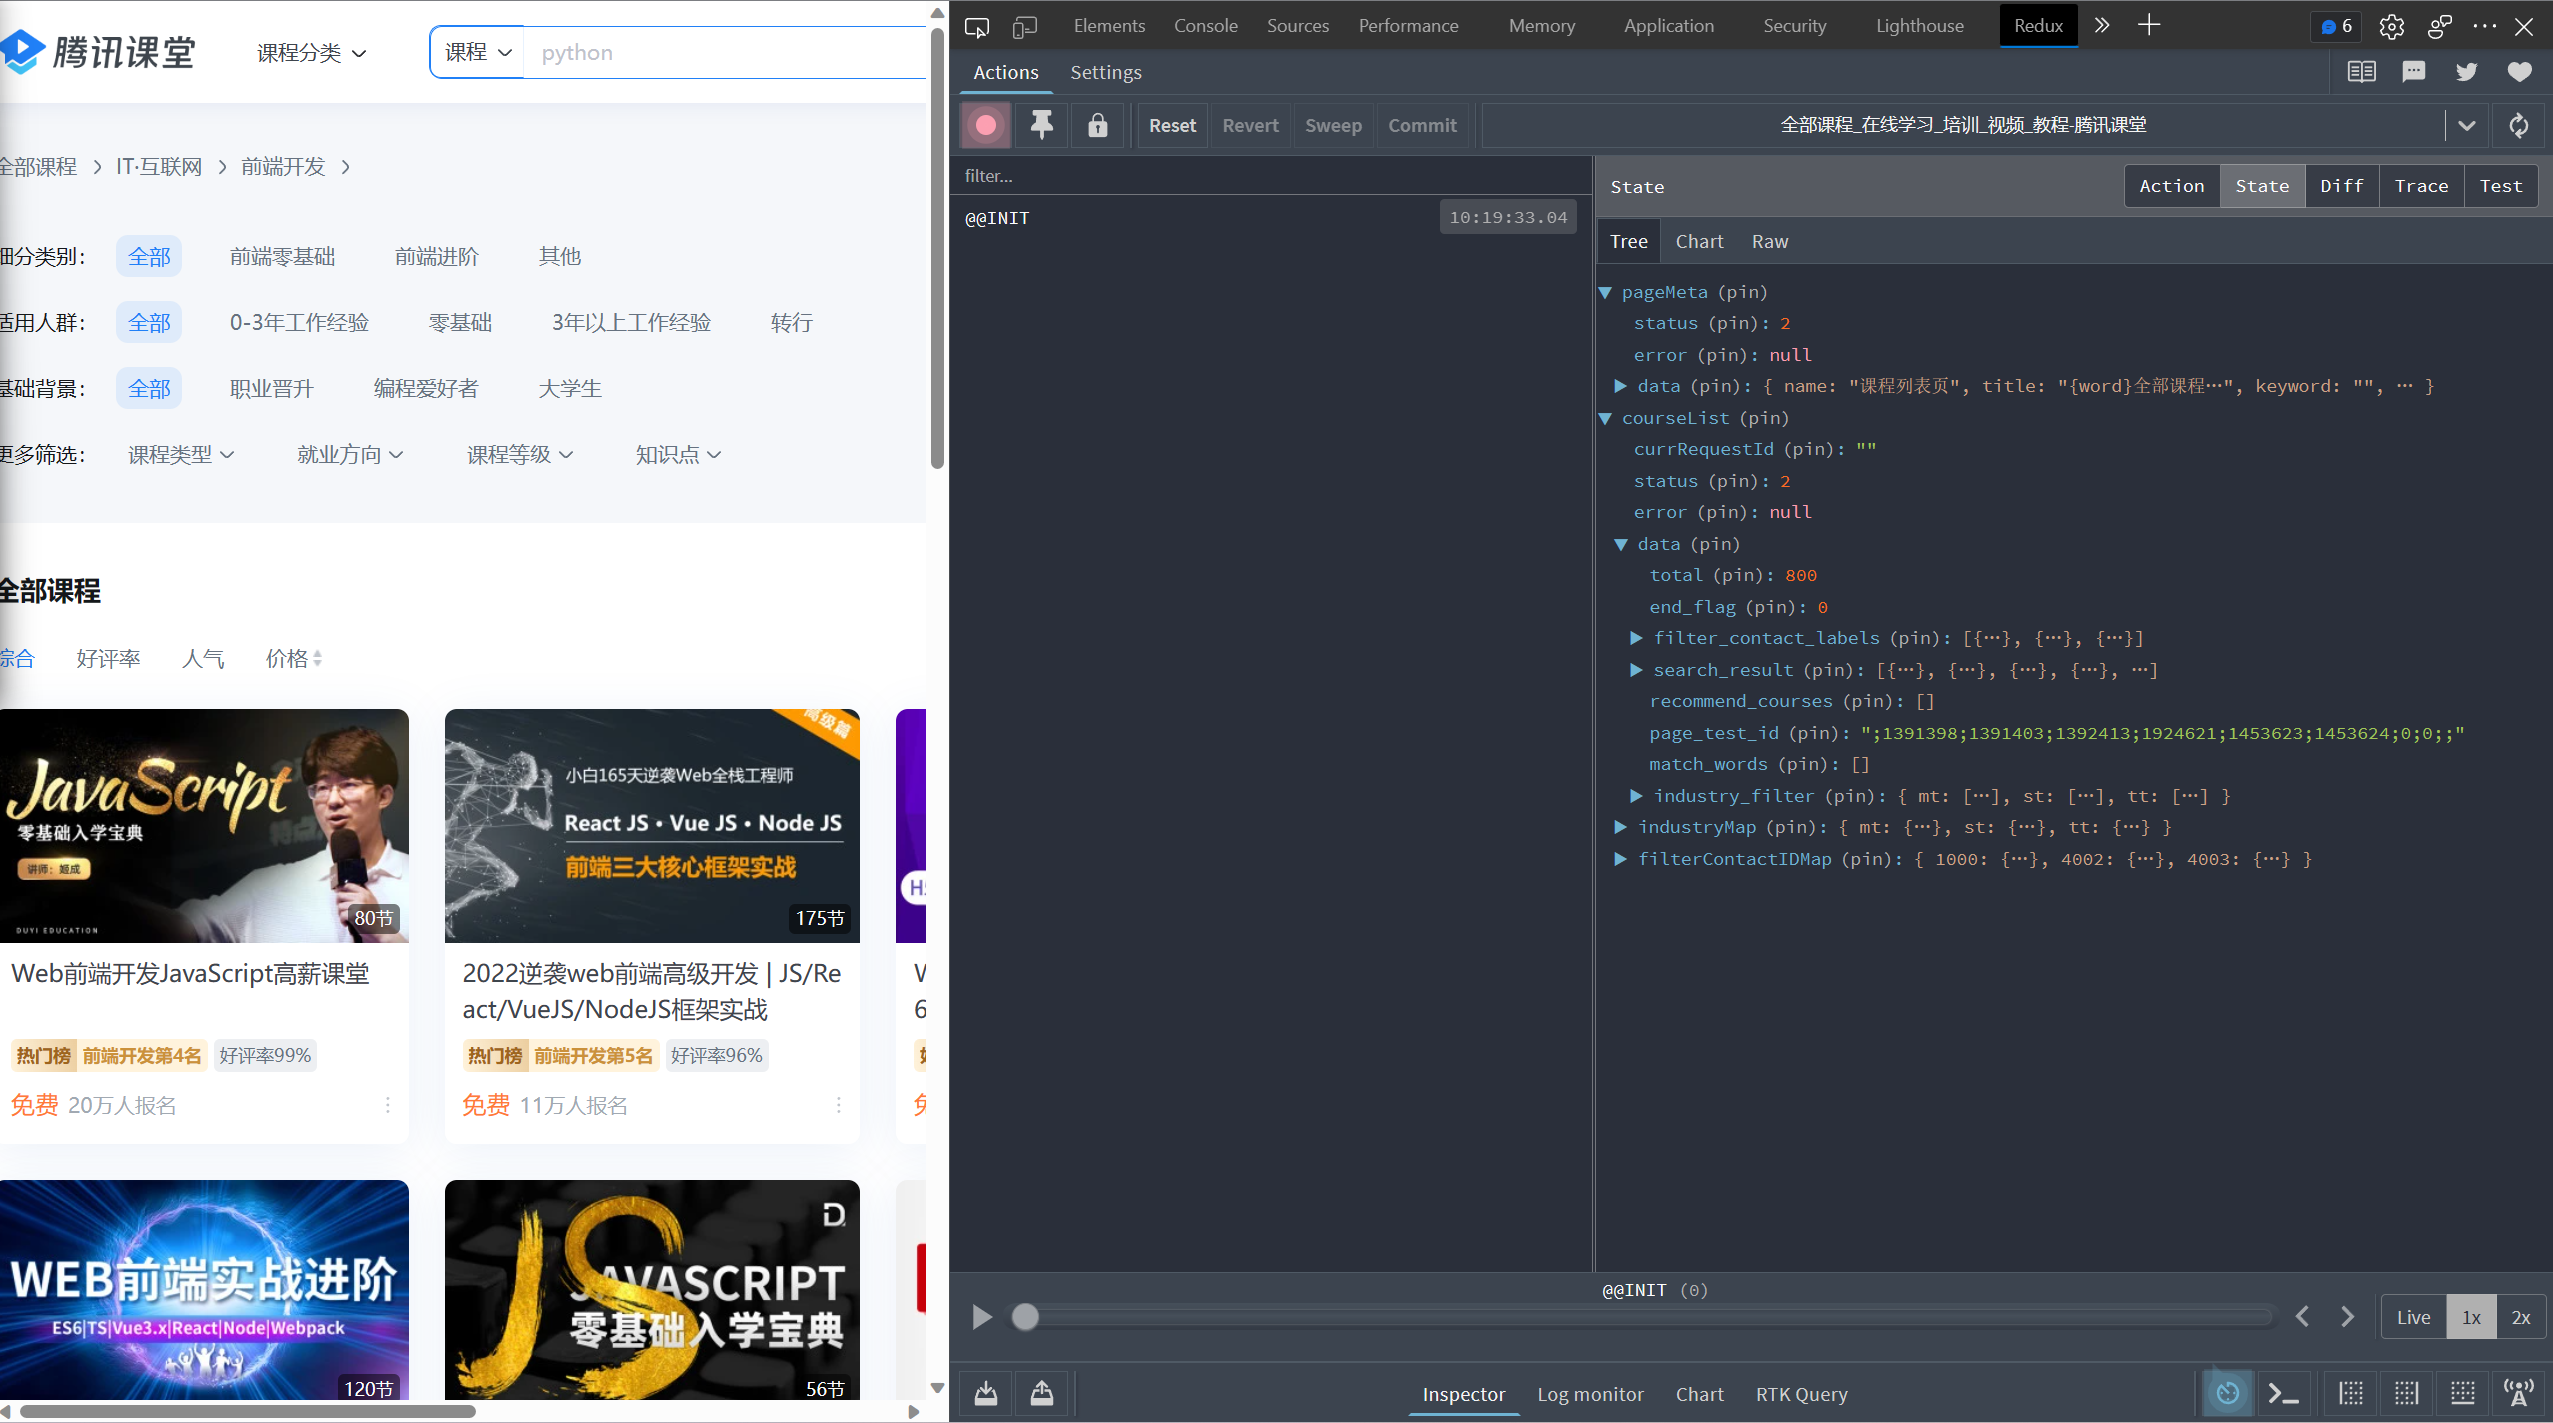 腾讯课堂
课程分类
课程
python
全部课程 > IT·互联网 > 前端开发 >
细分类别: 全部 前端零基础 前端进阶 其他
适用人群: 全部 0-3年工作经验 零基础 3年以上工作经验 转行
基础背景: 全部 职业晋升 编程爱好者 大学生
更多筛选: 课程类型 就业方向 课程等级 知识点
全部课程
综合 好评率 人气 价格
JavaScript
零基础入学宝典
讲师: 姬成
DUYI EDUCATION
80节
高级篇
小白165天逆袭Web全栈工程师
React JS • Vue JS • Node JS
前端三大核心框架实战
175节
Web前端开发JavaScript高薪课堂
热门榜 前端开发第4名 好评率99%
免费 20万人报名
2022逆袭web前端高级开发 | JS/Re
act/VueJS/NodeJS框架实战
热门榜 前端开发第5名 好评率96%
免费 11万人报名
WEB前端实战进阶
ES6|TS|Vue3.x|React|Node|Webpack
120节
JS
JAVASCRIPT
零基础入学宝典
56节
Elements Console Sources Performance Memory Application Security Lighthouse Redux 6
Actions Settings
Reset Revert Sweep Commit 全部课程_在线学习_培训_视频_教程-腾讯课堂
filter...
@@INIT 10:19:33.04
State Action State Diff Trace Test
Tree Chart Raw
pageMeta (pin)
status (pin): 2
error (pin): null
data (pin): { name: "课程列表页", title: "{word}全部课程…", keyword: "", … }
courseList (pin)
currRequestId (pin): ""
status (pin): 2
error (pin): null
data (pin)
total (pin): 800
end_flag (pin): 0
filter_contact_labels (pin): [{…}, {…}, {…}]
search_result (pin): [{…}, {…}, {…}, {…}, …]
recommend_courses (pin): []
page_test_id (pin): ";1391398;1391403;1392413;1924621;1453623;1453624;0;0;;"
match_words (pin): []
industry_filter (pin): { mt: […], st: […], tt: […] }
industryMap (pin): { mt: {…}, st: {…}, tt: {…} }
filterContactIDMap (pin): { 1000: {…}, 4002: {…}, 4003: {…} }
@@INIT (0)
Live 1x 2x
Inspector Log monitor Chart RTK Query